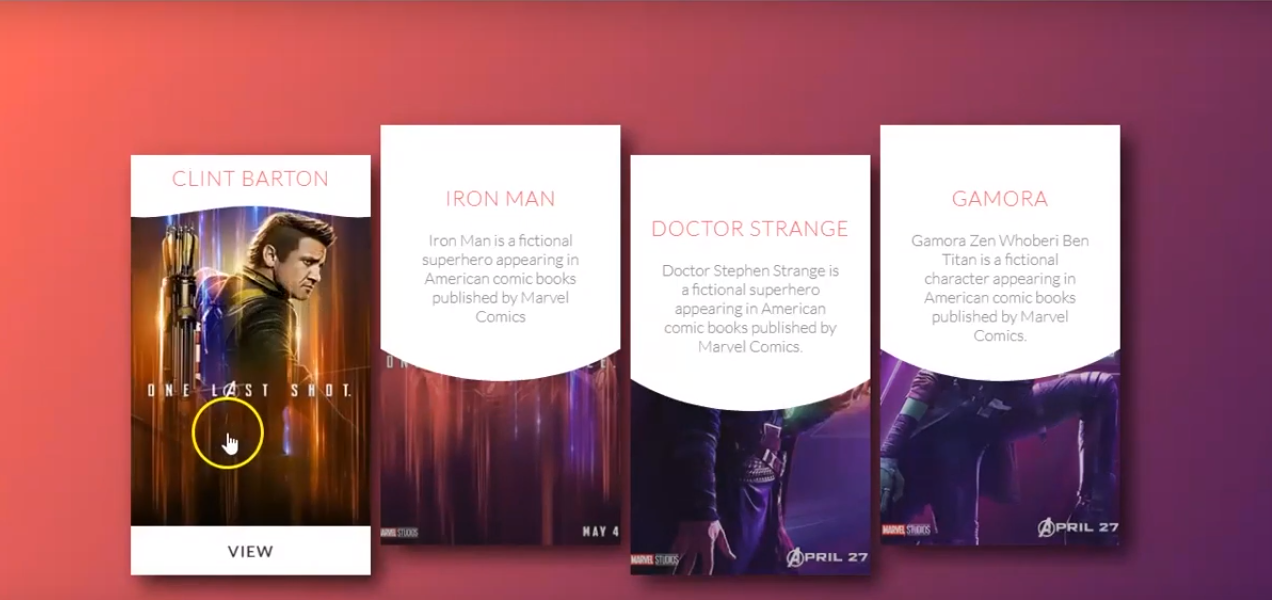 CLINT BARTON
ONE LAST SHOT.
VIEW
IRON MAN
Iron Man is a fictional
superhero appearing in
American comic books
published by Marvel
Comics
MARVEL STUDIOS
MAY 4
DOCTOR STRANGE
Doctor Stephen Strange is
a fictional superhero
appearing in American
comic books published by
Marvel Comics.
MARVEL STUDIOS
APRIL 27
GAMORA
Gamora Zen Whoberi Ben
Titan is a fictional
character appearing in
American comic books
published by Marvel
Comics.
MARVEL STUDIOS
APRIL 27